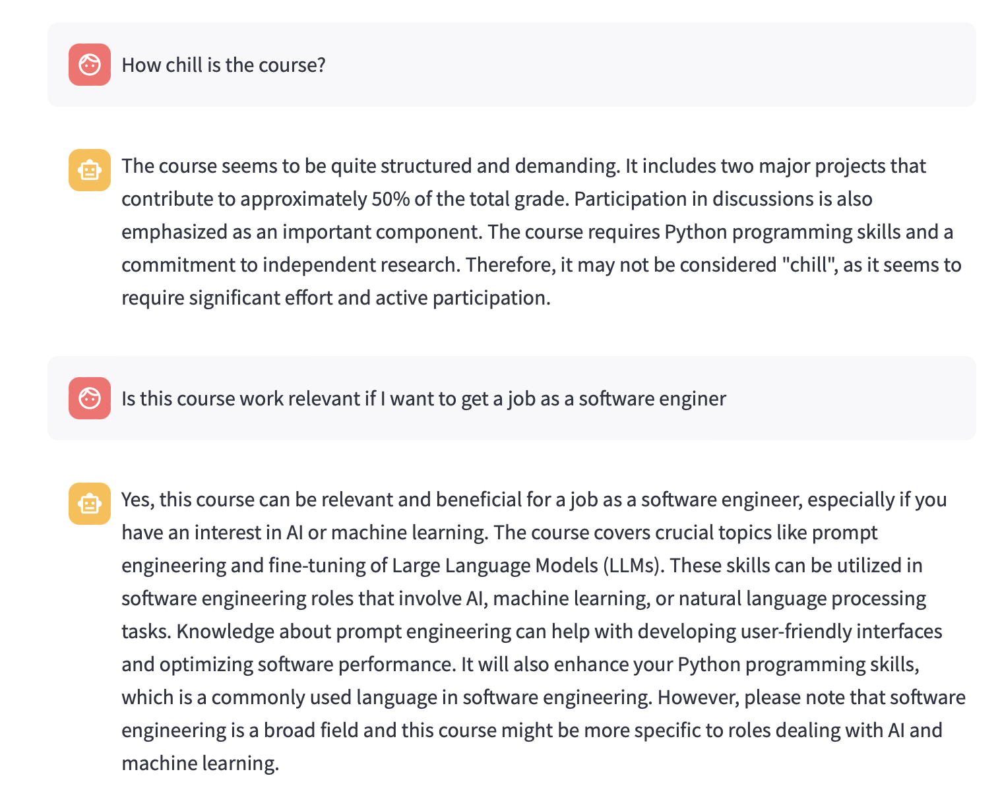 How chill is the course?
The course seems to be quite structured and demanding. It includes two major projects that
contribute to approximately 50% of the total grade. Participation in discussions is also
emphasized as an important component. The course requires Python programming skills and a
commitment to independent research. Therefore, it may not be considered "chill", as it seems to
require significant effort and active participation.
Is this course work relevant if I want to get a job as a software enginer
Yes, this course can be relevant and beneficial for a job as a software engineer, especially if you
have an interest in AI or machine learning. The course covers crucial topics like prompt
engineering and fine-tuning of Large Language Models (LLMs). These skills can be utilized in
software engineering roles that involve AI, machine learning, or natural language processing
tasks. Knowledge about prompt engineering can help with developing user-friendly interfaces
and optimizing software performance. It will also enhance your Python programming skills,
which is a commonly used language in software engineering. However, please note that software
engineering is a broad field and this course might be more specific to roles dealing with AI and
machine learning.